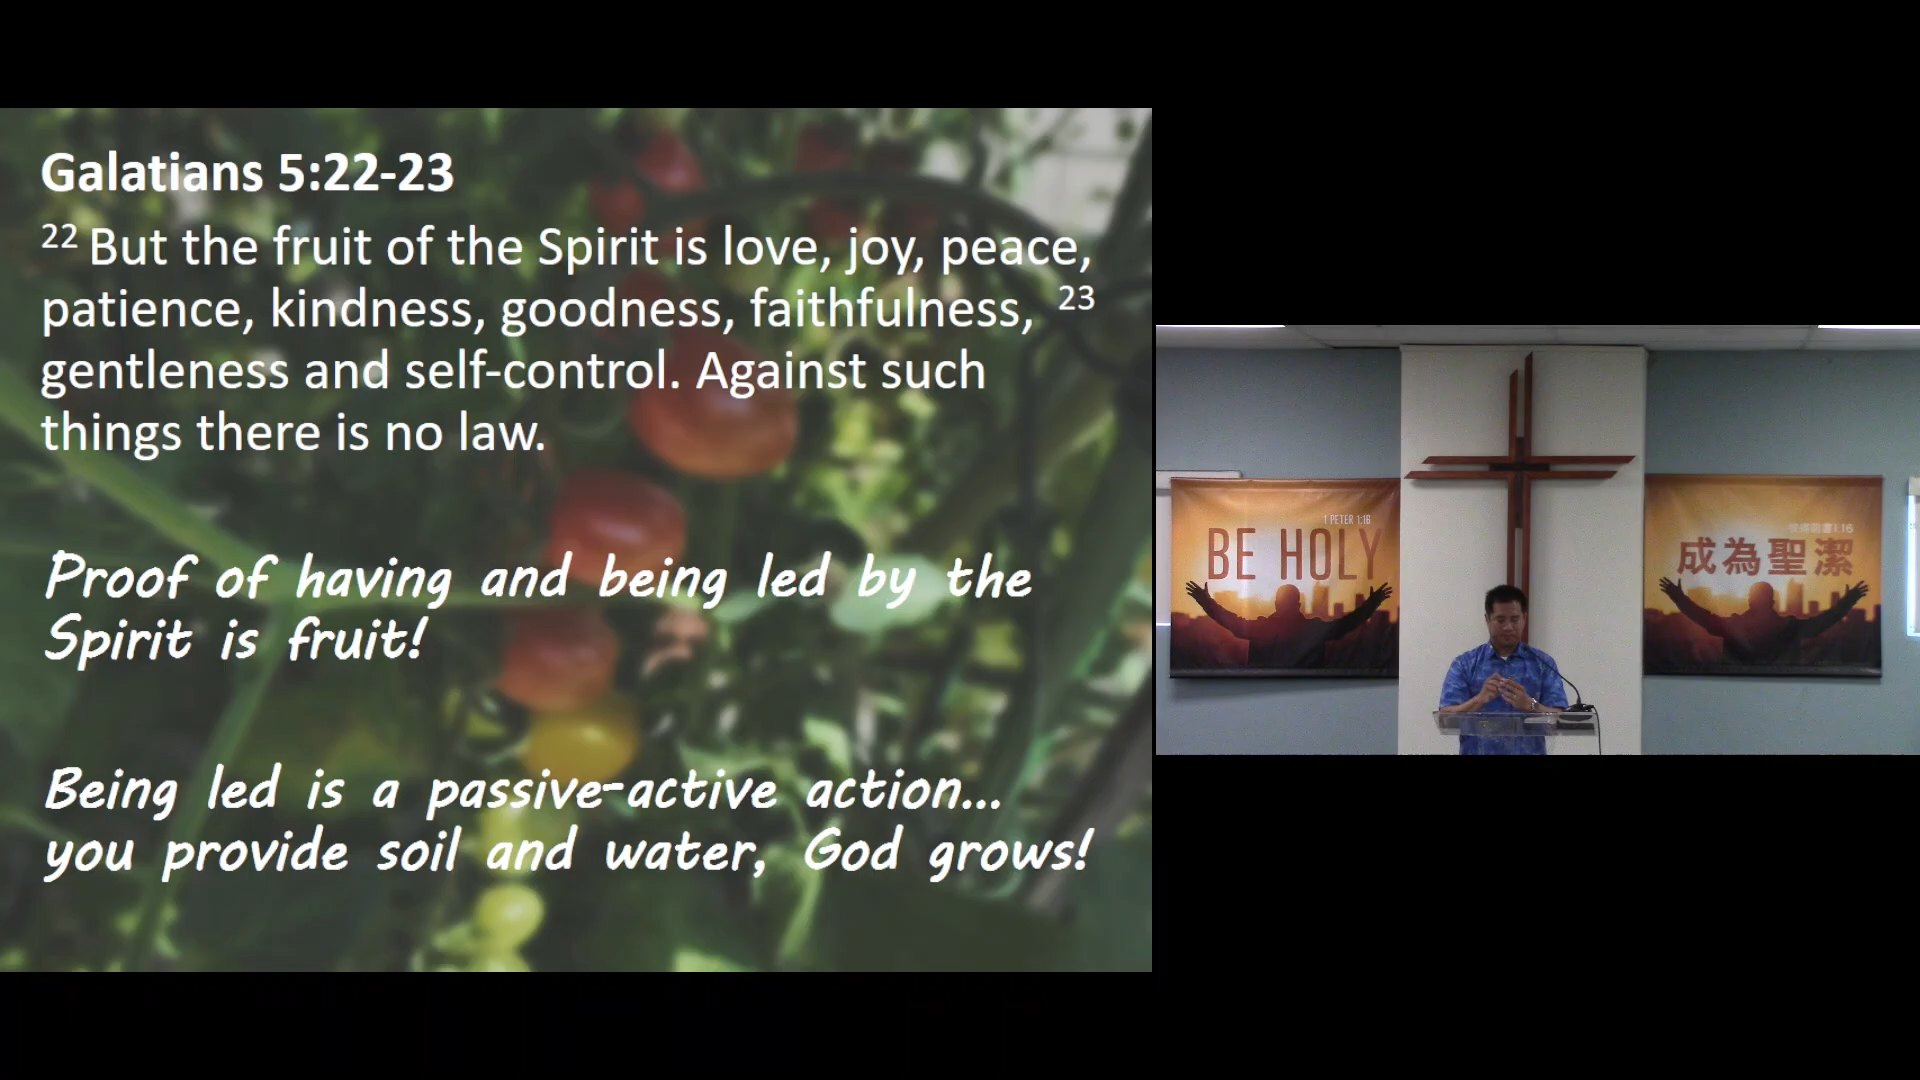 Galatians 5:22-23
22 But the fruit of the Spirit is love, joy, peace,
patience, kindness, goodness, faithfulness, 23
gentleness and self-control. Against such
things there is no law.
Proof of having and being led by the
Spirit is fruit!
Being led is a passive-active action...
you provide soil and water, God grows!
1 PETER 1:16
BE HOLY
成為聖潔